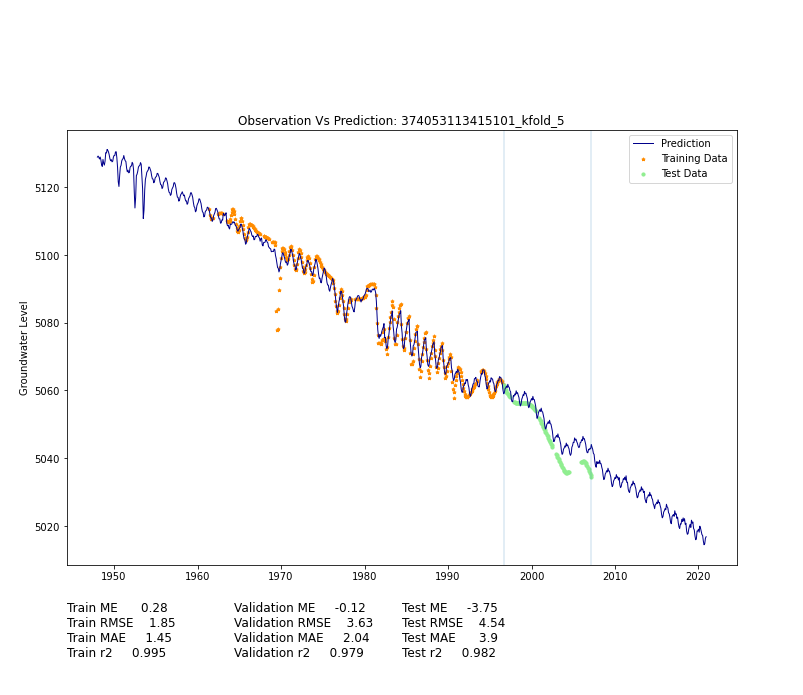 Observation Vs Prediction: 374053113415101_kfold_5
Prediction
Training Data
Test Data
Groundwater Level
5120
5100
5080
5060
5040
5020
1950 1960 1970 1980 1990 2000 2010 2020
Train ME 0.28 Validation ME -0.12 Test ME -3.75
Train RMSE 1.85 Validation RMSE 3.63 Test RMSE 4.54
Train MAE 1.45 Validation MAE 2.04 Test MAE 3.9
Train r2 0.995 Validation r2 0.979 Test r2 0.982